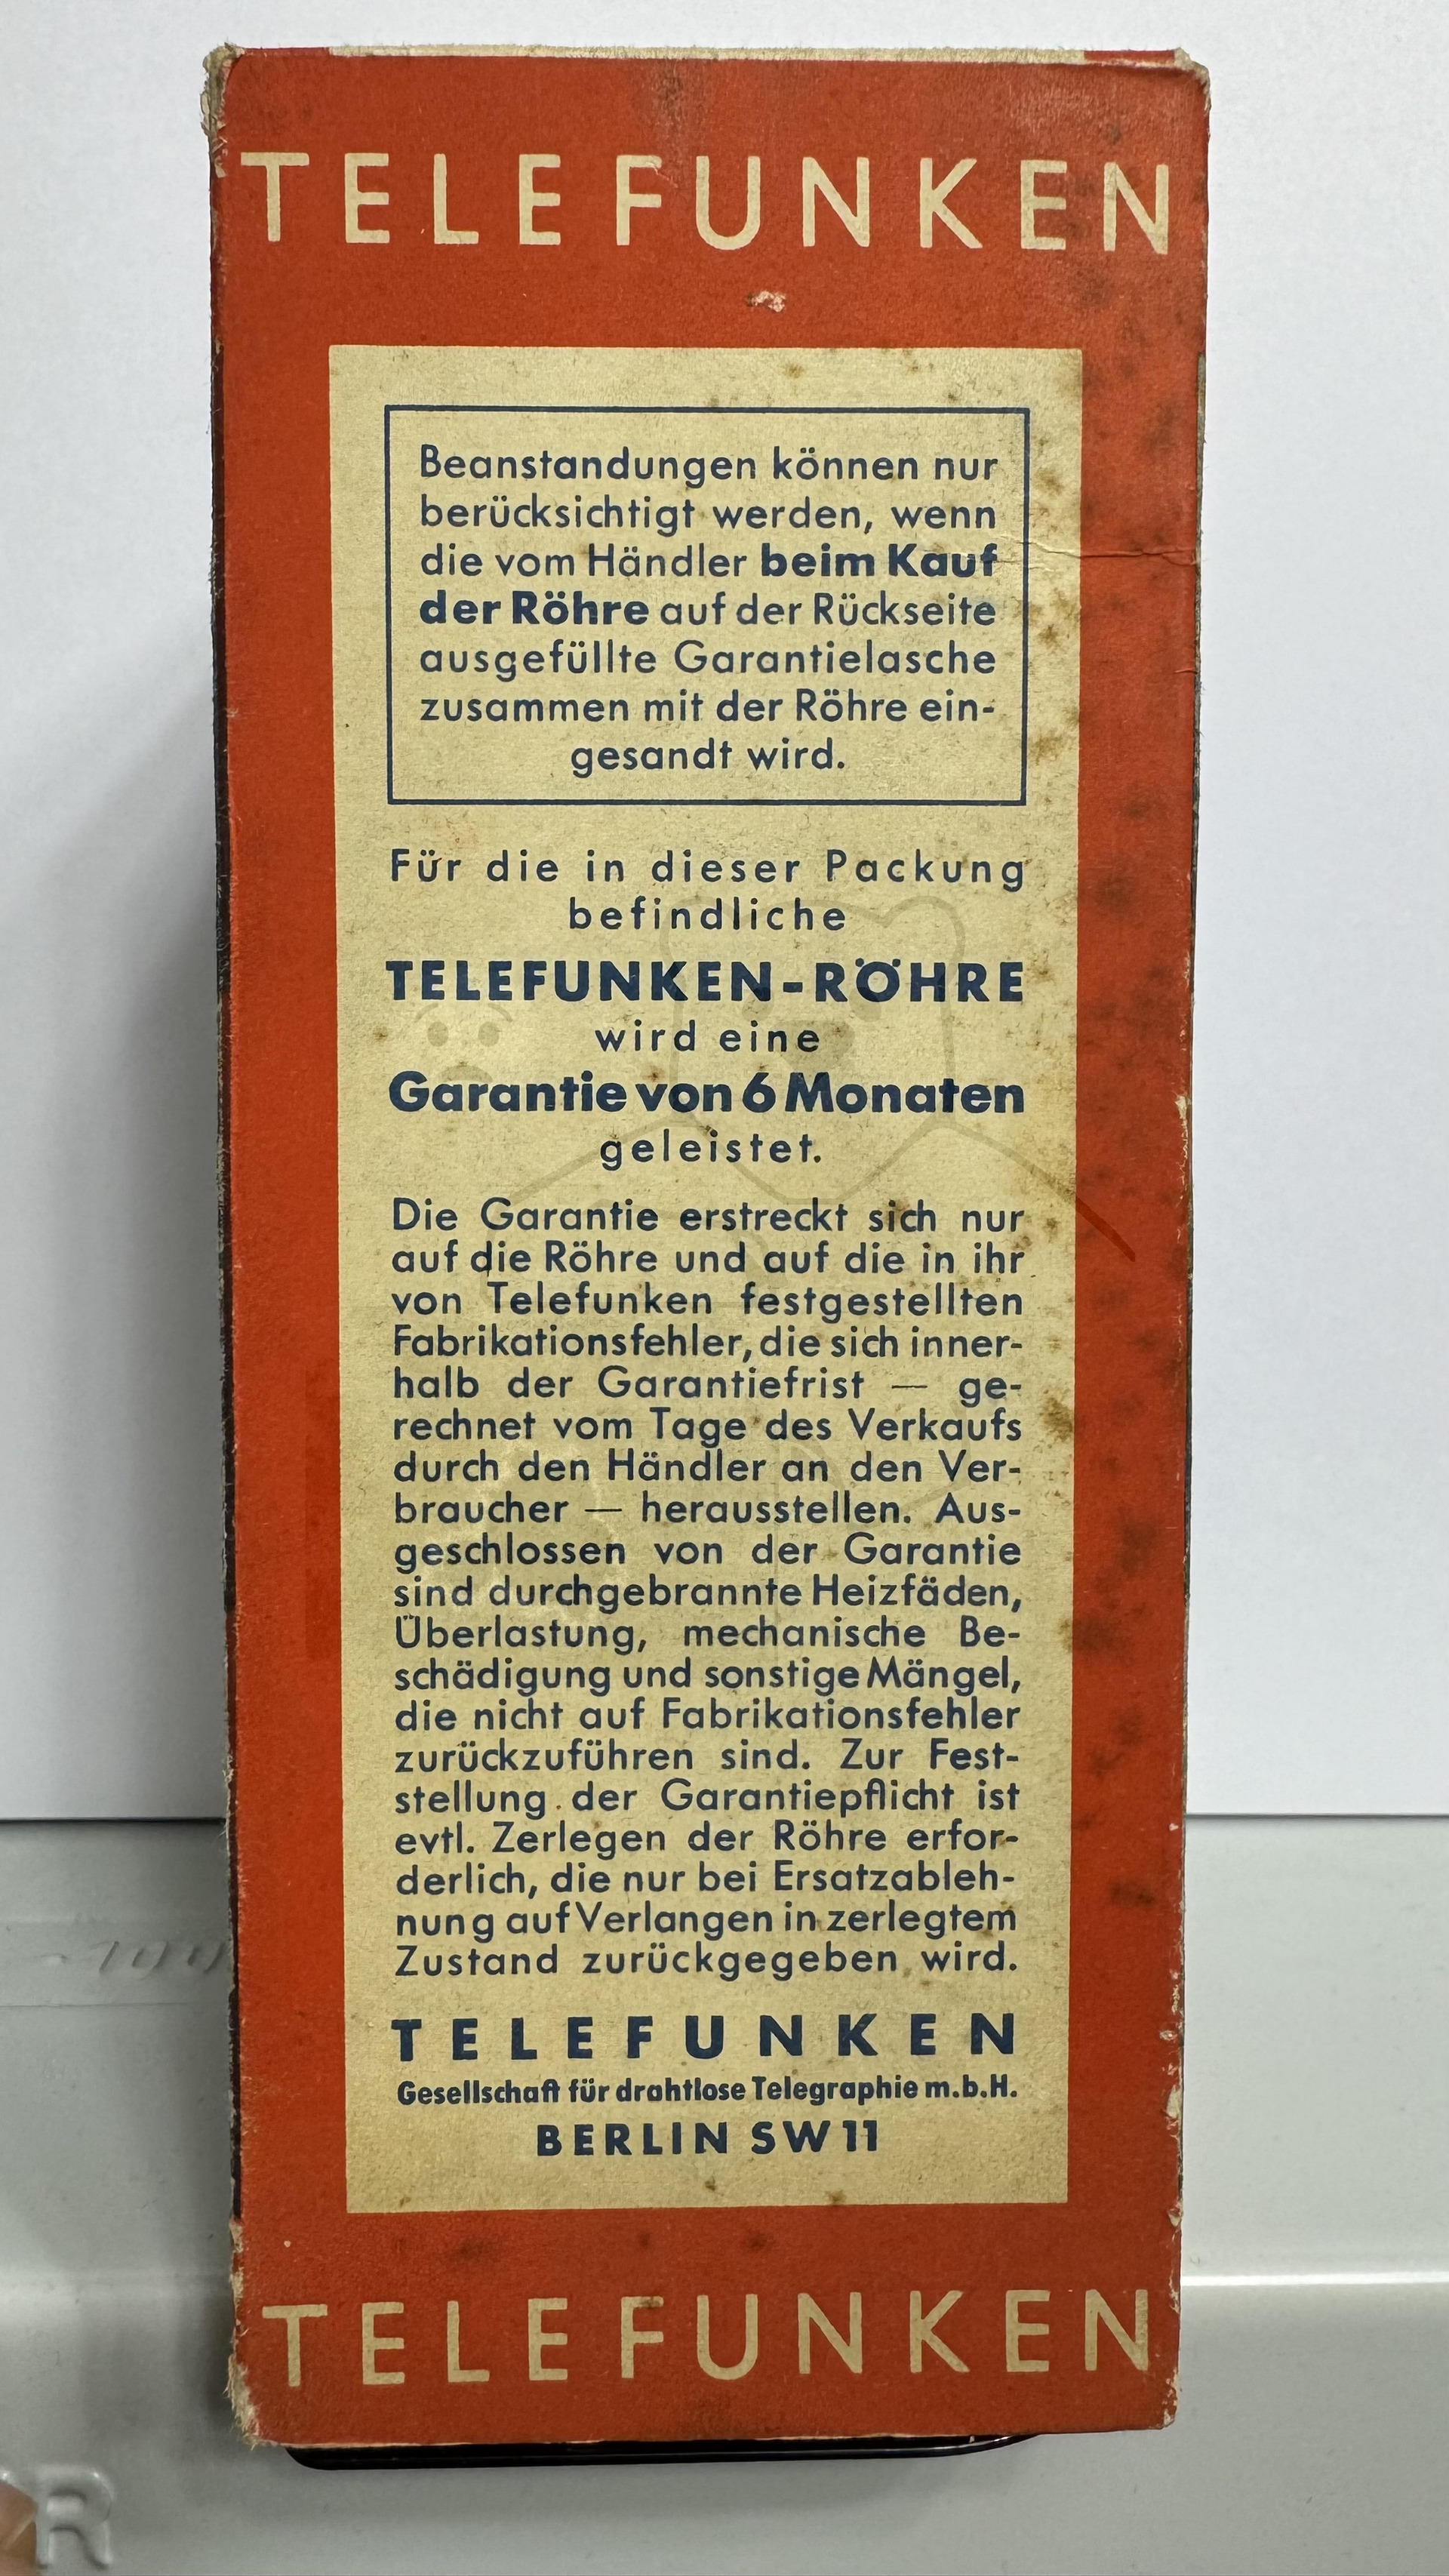 TELEFUNKEN
Beanstandungen können nur
berücksichtigt werden, wenn
die vom Händler beim Kauf
der Röhre auf der Rückseite
ausgefüllte Garantielasche
zusammen mit der Röhre ein-
gesandt wird.
Für die in dieser Packung
befindliche
TELEFUNKEN-RÖHRE
wird eine
Garantie von 6 Monaten
geleistet.
Die Garantie erstreckt sich nur
auf die Röhre und auf die in ihr
von Telefunken festgestellten
Fabrikationsfehler, die sich inner-
halb der Garantiefrist — ge-
rechnet vom Tage des Verkaufs
durch den Händler an den Ver-
braucher — herausstellen. Aus-
geschlossen von der Garantie
sind durchgebrannte Heizfäden,
Überlastung, mechanische Be-
schädigung und sonstige Mängel,
die nicht auf Fabrikationsfehler
zurückzuführen sind. Zur Fest-
stellung der Garantiepflicht ist
evtl. Zerlegen der Röhre erfor-
derlich, die nur bei Ersatzableh-
nung auf Verlangen in zerlegtem
Zustand zurückgegeben wird.
TELEFUNKEN
Gesellschaft für drahtlose Telegraphie m.b.H.
BERLIN SW 11
TELEFUNKEN